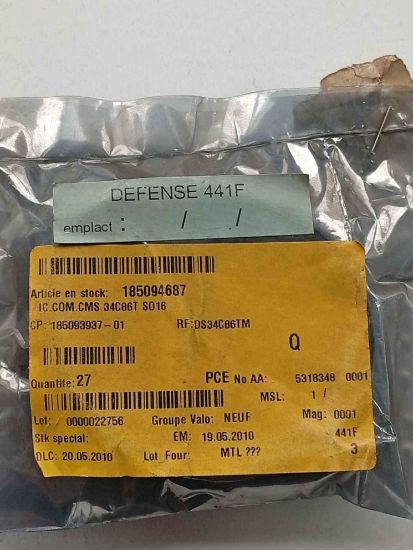 DEFENSE 441F
emplact : / /
Article en stock: 185094687
IC.COM.CMS 34C86T SO16
CP: 185093937-01 RF:DS34C86TM
Q
Quantite: 27 PCE No AA: 5318348 0001
MSL: 1 /
Lot: 0000022756 Groupe Valo: NEUF Mag: 0001
Stk special: EM: 19.05.2010 441F
DLC: 20.05.2010 Lot Four: MTL ??? 3